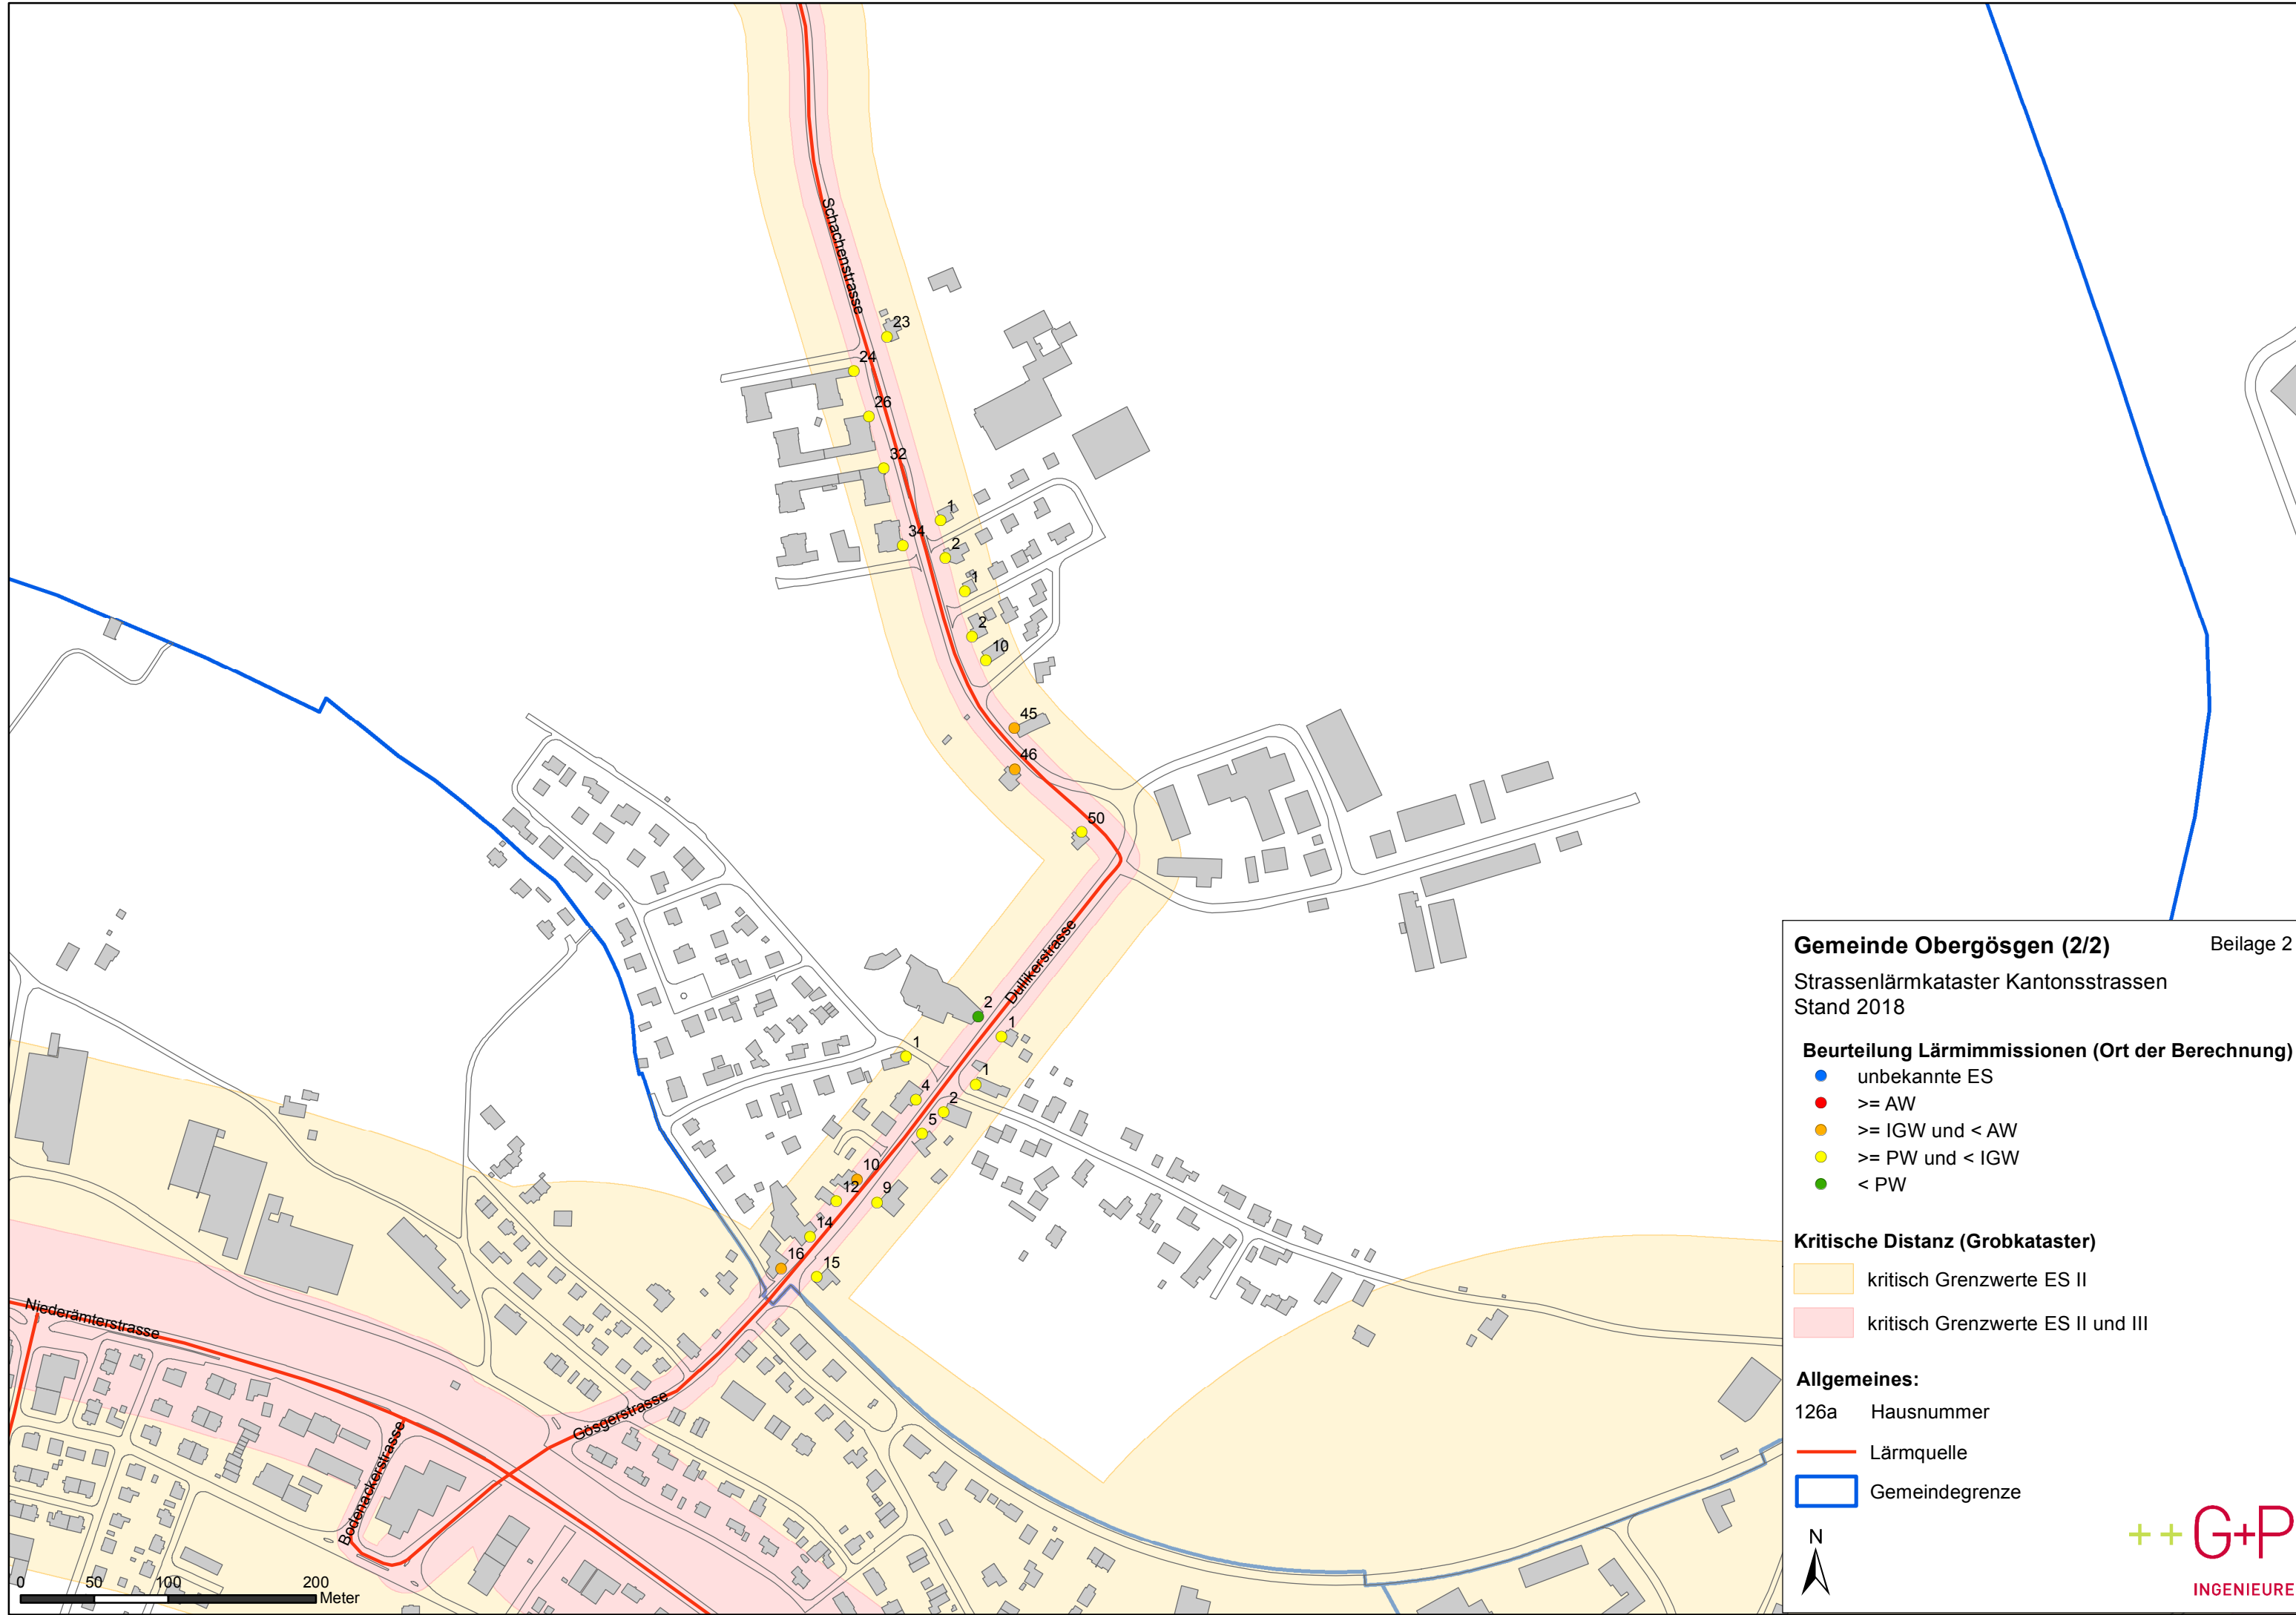 Schachenstrasse
23
24
26
32
1
34
2
1
2
10
45
46
50
Dullikerstrasse
2
1
1
1
4
2
5
10
12
9
14
16
15
Niederämterstrasse
Gösgerstrasse
Bodenackerstrasse
0 50 100 200
Meter
Gemeinde Obergösgen (2/2) Beilage 2
Strassenlärmkataster Kantonsstrassen
Stand 2018
Beurteilung Lärmimmissionen (Ort der Berechnung)
unbekannte ES
>= AW
>= IGW und < AW
>= PW und < IGW
< PW
Kritische Distanz (Grobkataster)
kritisch Grenzwerte ES II
kritisch Grenzwerte ES II und III
Allgemeines:
126a Hausnummer
Lärmquelle
Gemeindegrenze
N
++G+P
INGENIEURE